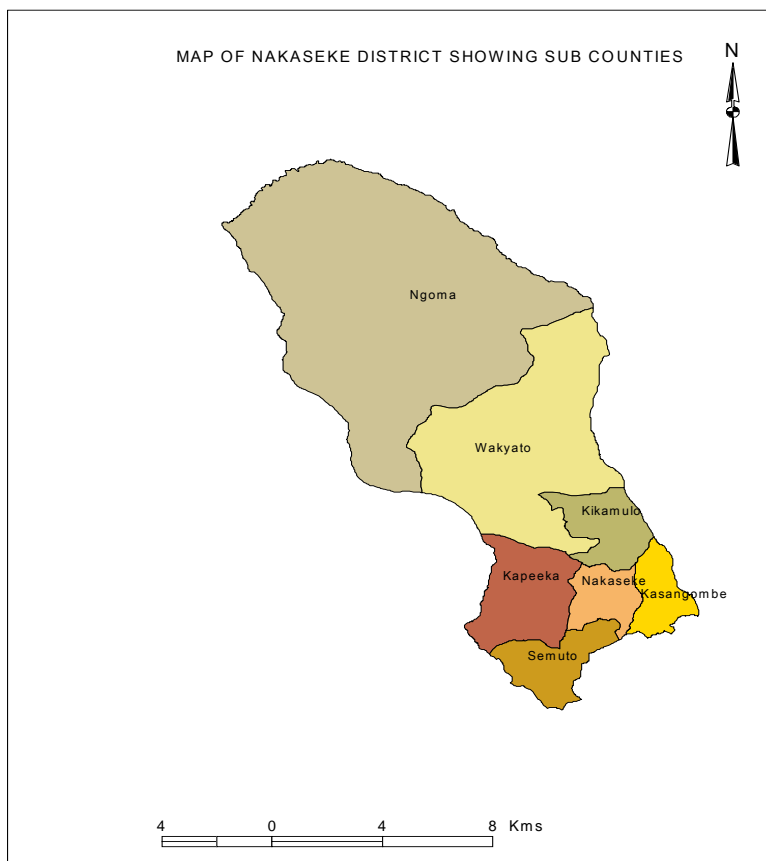 MAP OF NAKASEKE DISTRICT SHOWING SUB COUNTIES
N
Ngoma
Wakyato
Kikamulo
Kapeeka
Nakaseke
Kasangombe
Semuto
4 0 4 8 Kms